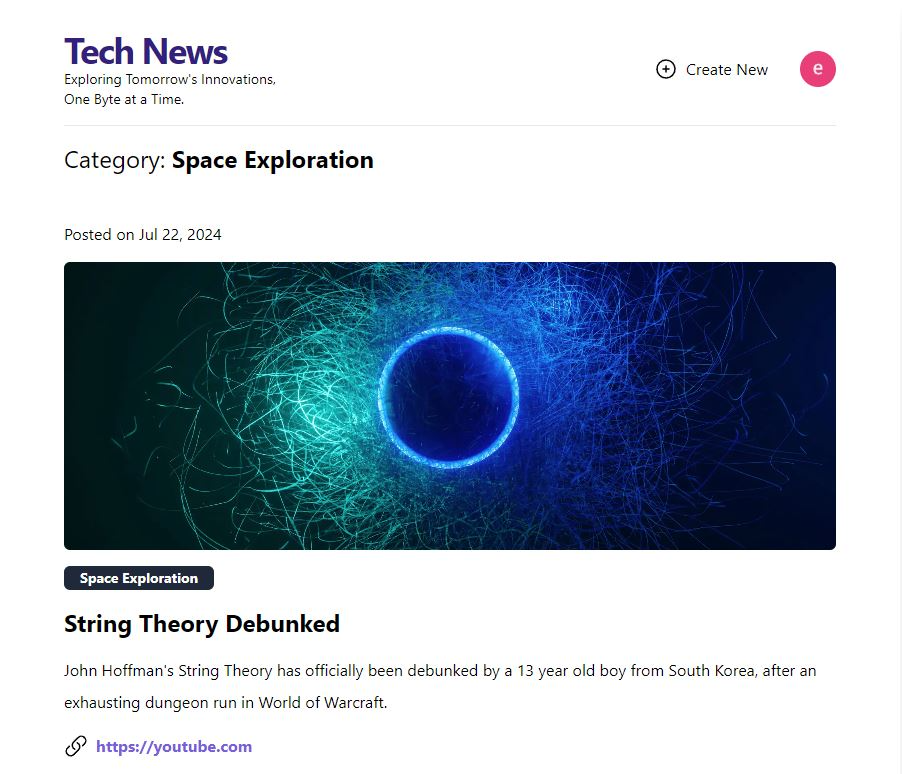 Tech News
Exploring Tomorrow's Innovations,
One Byte at a Time.
Create New
e
Category: Space Exploration
Posted on Jul 22, 2024
Space Exploration
String Theory Debunked
John Hoffman's String Theory has officially been debunked by a 13 year old boy from South Korea, after an
exhausting dungeon run in World of Warcraft.
https://youtube.com